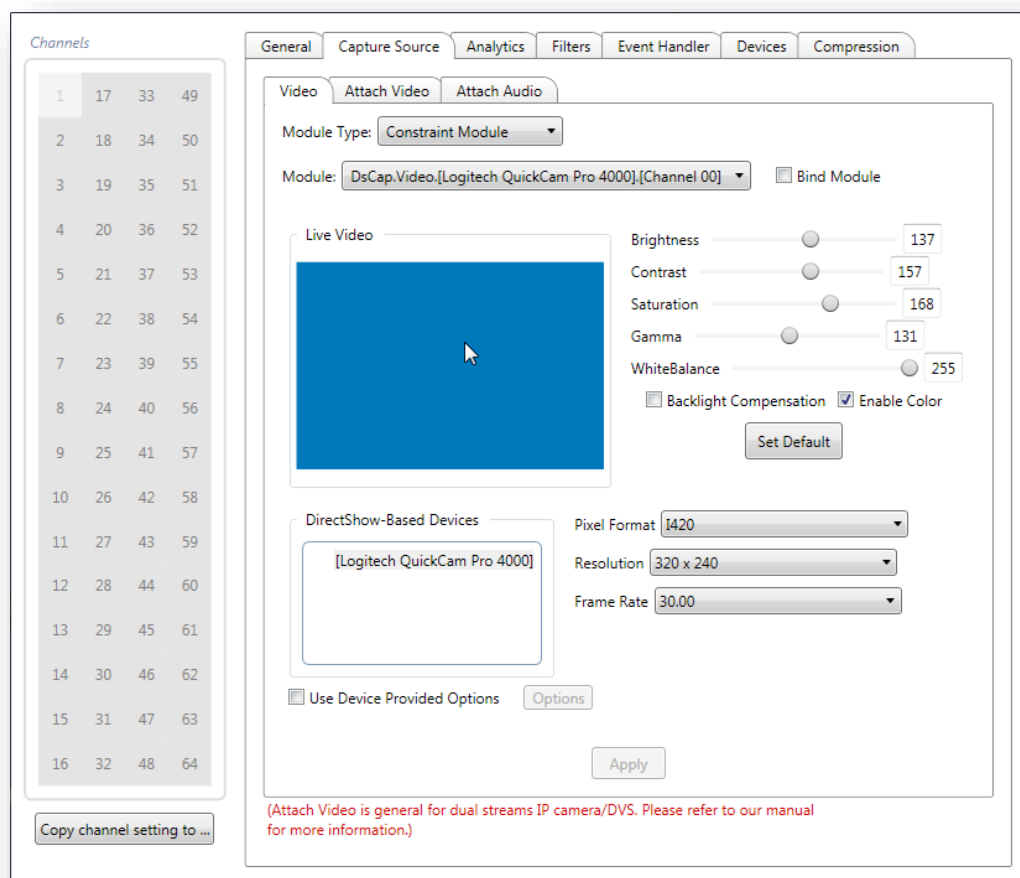 Channels
General Capture Source Analytics Filters Event Handler Devices Compression
Video Attach Video Attach Audio
Module Type: Constraint Module
Module: DsCap.Video.[Logitech QuickCam Pro 4000].[Channel 00] Bind Module
1 17 33 49
2 18 34 50
3 19 35 51
4 20 36 52
5 21 37 53
6 22 38 54
7 23 39 55
8 24 40 56
9 25 41 57
10 26 42 58
11 27 43 59
12 28 44 60
13 29 45 61
14 30 46 62
15 31 47 63
16 32 48 64
Copy channel setting to ...
Live Video
Brightness 137
Contrast 157
Saturation 168
Gamma 131
WhiteBalance 255
Backlight Compensation Enable Color
Set Default
DirectShow-Based Devices
[Logitech QuickCam Pro 4000]
Pixel Format I420
Resolution 320 x 240
Frame Rate 30.00
Use Device Provided Options Options
Apply
(Attach Video is general for dual streams IP camera/DVS. Please refer to our manual
for more information.)